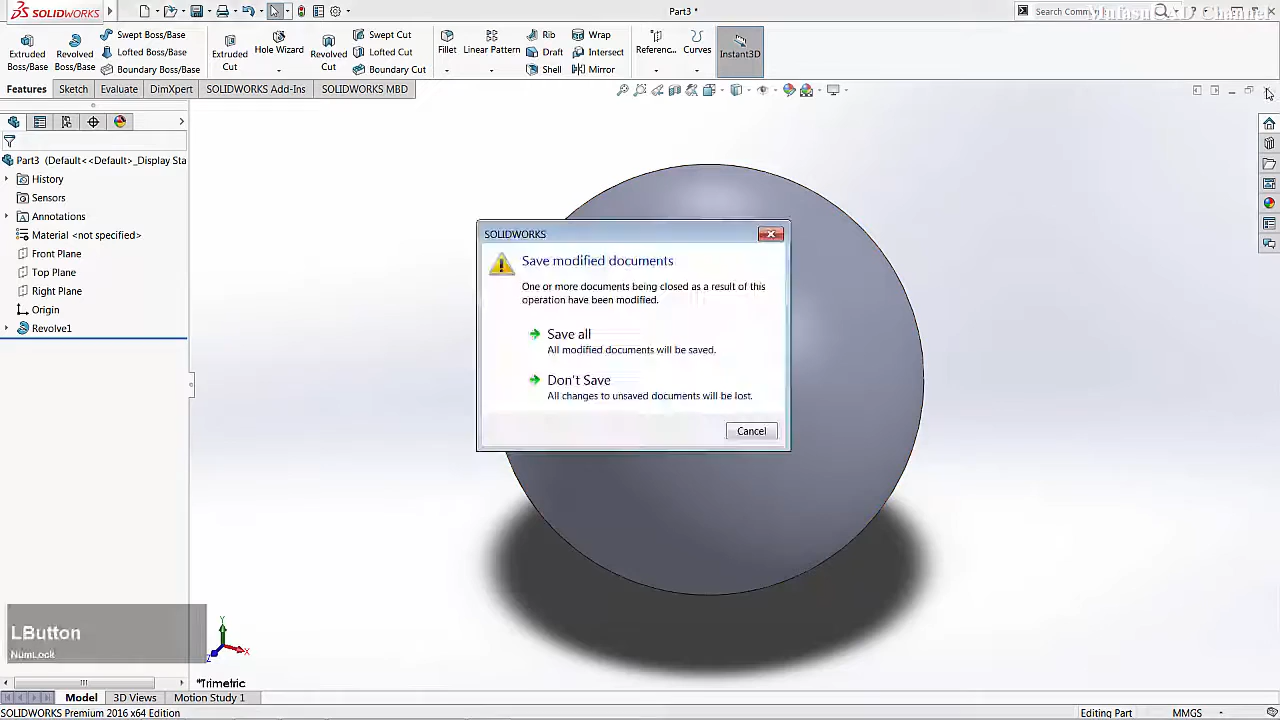 SOLIDWORKS
Part3 *
Search Comm
Mufasu CAD Channel
Extruded Boss/Base
Revolved Boss/Base
Swept Boss/Base
Lofted Boss/Base
Boundary Boss/Base
Extruded Cut
Hole Wizard
Revolved Cut
Swept Cut
Lofted Cut
Boundary Cut
Fillet
Linear Pattern
Rib
Draft
Shell
Wrap
Intersect
Mirror
Referenc...
Curves
Instant3D
Features
Sketch
Evaluate
DimXpert
SOLIDWORKS Add-Ins
SOLIDWORKS MBD
Part3 (Default<<Default>_Display Sta
History
Sensors
Annotations
Material <not specified>
Front Plane
Top Plane
Right Plane
Origin
Revolve1
SOLIDWORKS
Save modified documents
One or more documents being closed as a result of this
operation have been modified.
Save all
All modified documents will be saved.
Don't Save
All changes to unsaved documents will be lost.
Cancel
LButton
NumLock
Y
X
Z
*Trimetric
Model
3D Views
Motion Study 1
SOLIDWORKS Premium 2016 x64 Edition
Editing Part
MMGS